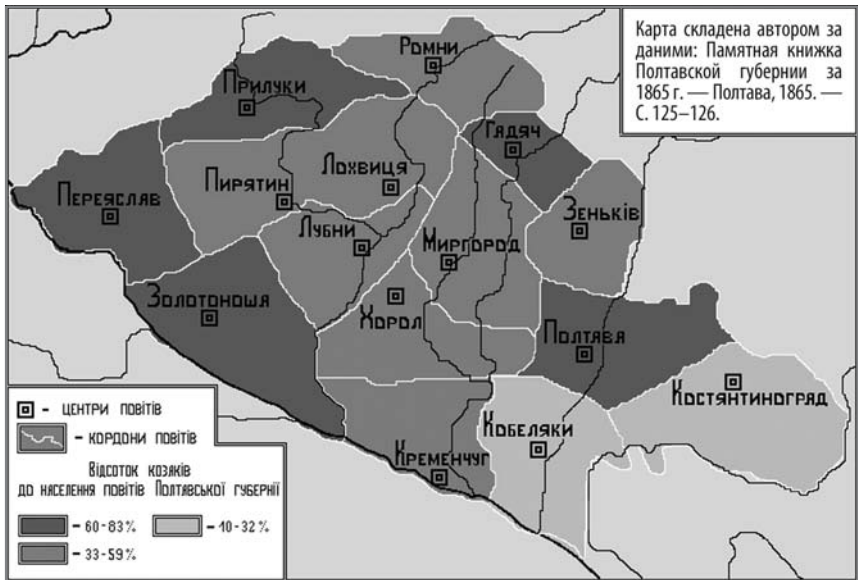 Карта складена автором за
даними: Памятная книжка
Полтавской губернии за
1865 г. — Полтава, 1865. —
С. 125–126.
Ромни
Прилуки
Гадяч
Лохвиця
Пирятин
Переяслав
Зеньків
Лубни
Миргород
Золотоноша
Хорол
Полтава
Костянтиноград
Кобеляки
Кременчуг
- центри повітів
- кордони повітів
Відсоток козяків
до населення повітів Полтавської губернії
- 60-83%
- 10-32%
- 33-59%